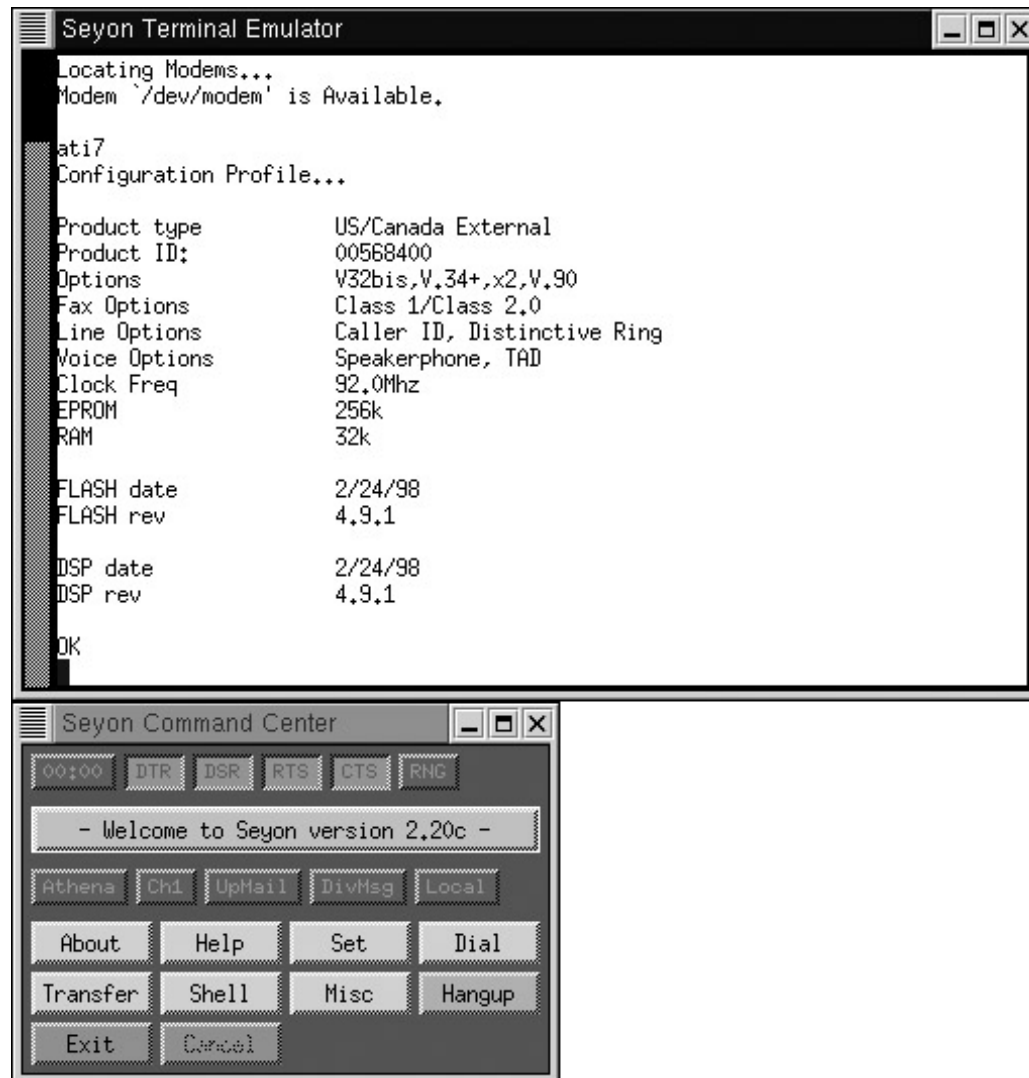 Seyon Terminal Emulator
Locating Modems...
Modem `/dev/modem' is Available.
ati7
Configuration Profile...
Product type US/Canada External
Product ID: 00568400
Options V32bis,V.34+,x2,V.90
Fax Options Class 1/Class 2.0
Line Options Caller ID, Distinctive Ring
Voice Options Speakerphone, TAD
Clock Freq 92.0Mhz
EPROM 256k
RAM 32k
FLASH date 2/24/98
FLASH rev 4.9.1
DSP date 2/24/98
DSP rev 4.9.1
OK
Seyon Command Center
00:00 DTR DSR RTS CTS RNG
- Welcome to Seyon version 2.20c -
Athena Ch1 UpMail DivMsg Local
About Help Set Dial
Transfer Shell Misc Hangup
Exit Cancel